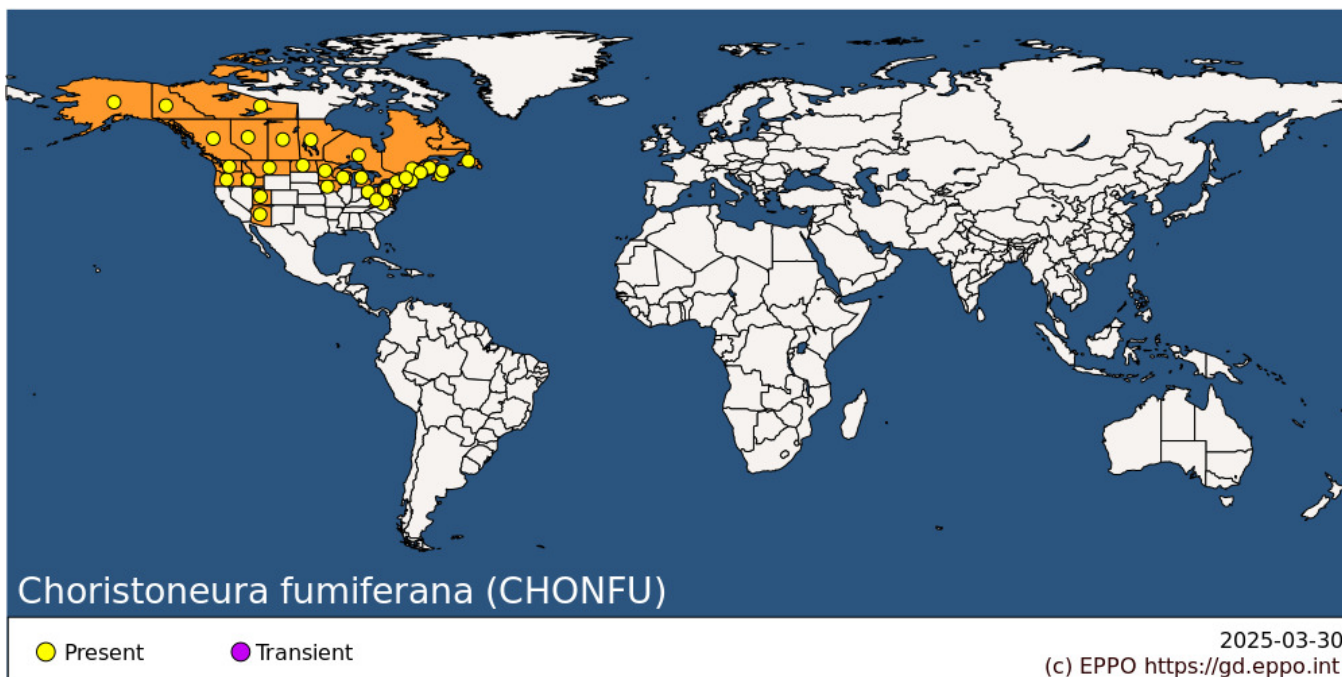 Choristoneura fumiferana (CHONFU)
Present
Transient
2025-03-30
(c) EPPO https://gd.eppo.int